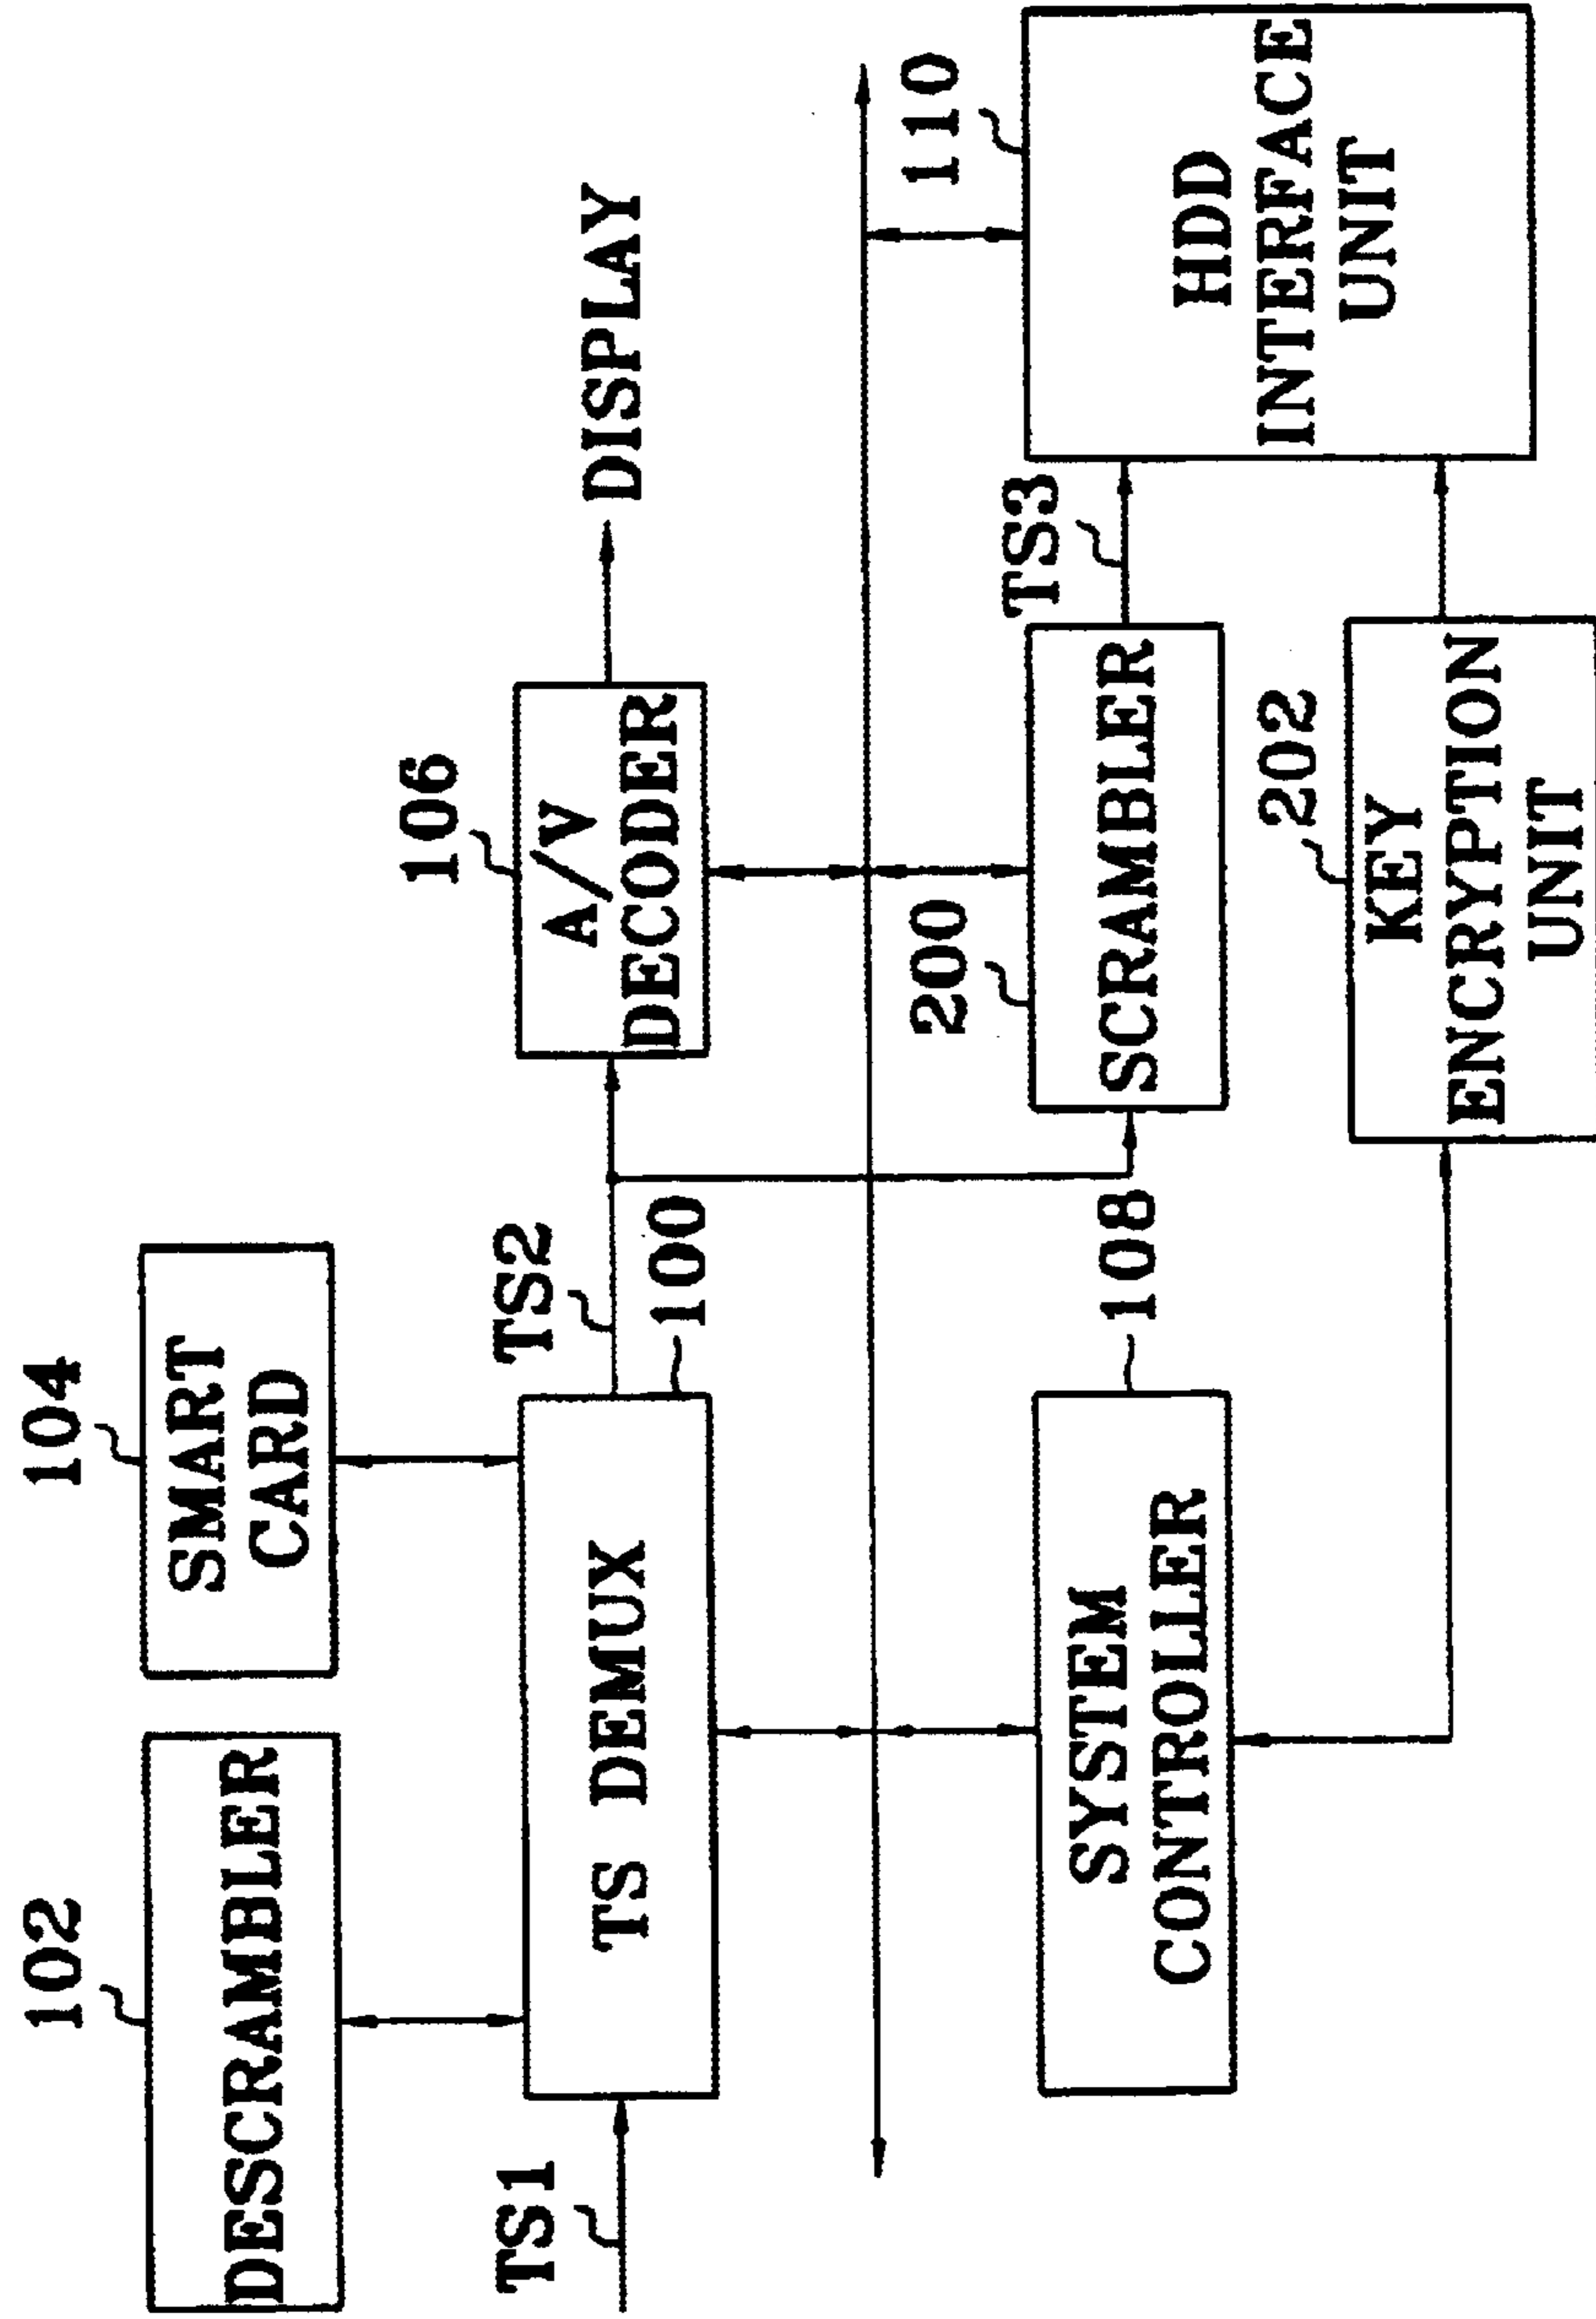 102
104
DESCRAMBLER
SMART
CARD
106
TS1
TS2
A/V
DECODER
DISPLAY
TS DEMUX
100
200
110
108
TS3
SYSTEM
CONTROLLER
SCRAMBLER
HDD
INTERFACE
UNIT
202
KEY
ENCRYPTION
UNIT